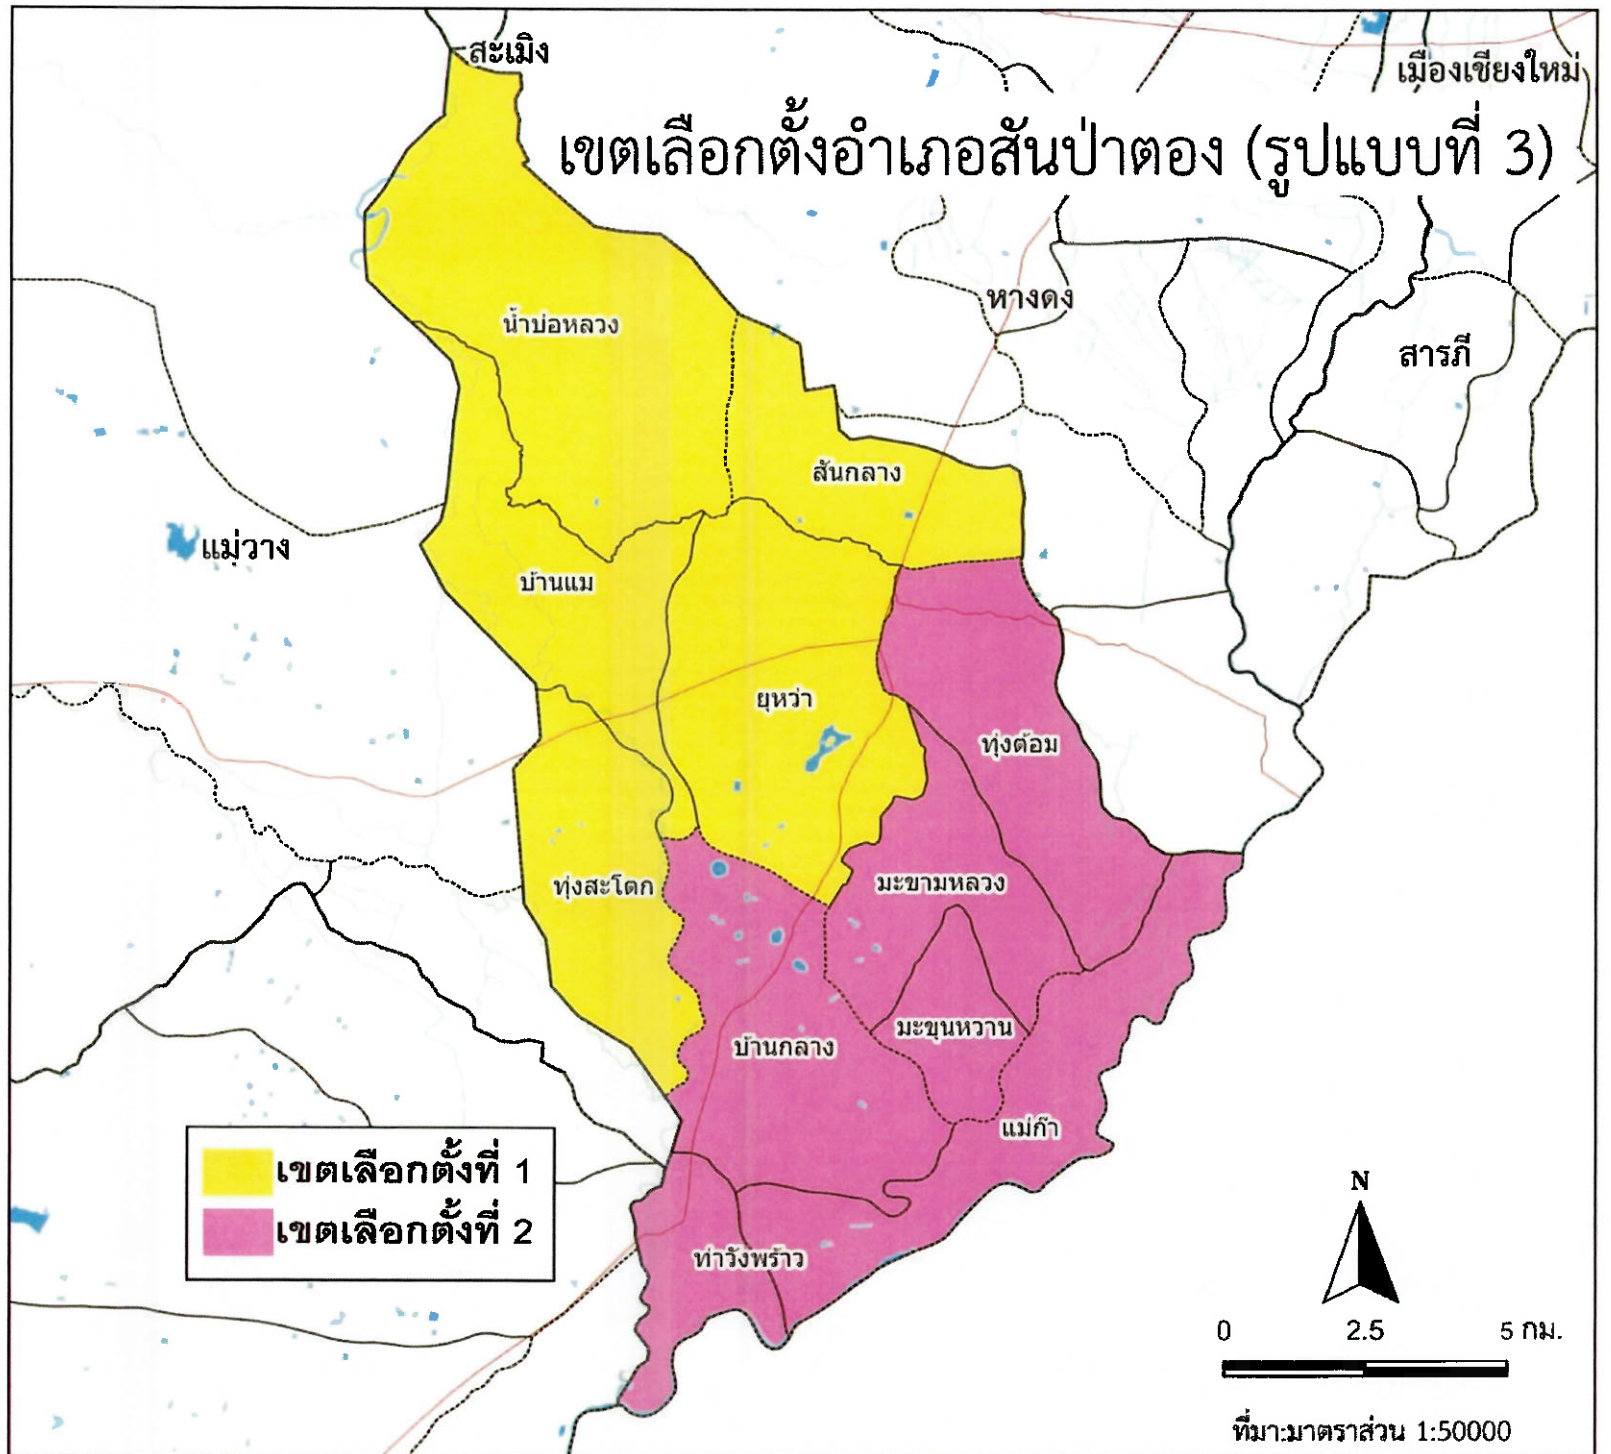 สะเมิง
เมืองเชียงใหม่
เขตเลือกตั้งอำเภอสันป่าตอง (รูปแบบที่ 3)
หางดง
น้ำบ่อหลวง
สารภี
สันกลาง
แม่วาง
บ้านแม
ยุหว่า
ทุ่งต้อม
ทุ่งสะโตก
มะขามหลวง
มะขุนหวาน
บ้านกลาง
แม่ก๊า
เขตเลือกตั้งที่ 1
เขตเลือกตั้งที่ 2
ท่าวังพร้าว
N
0 2.5 5 กม.
ที่มา:มาตราส่วน 1:50000